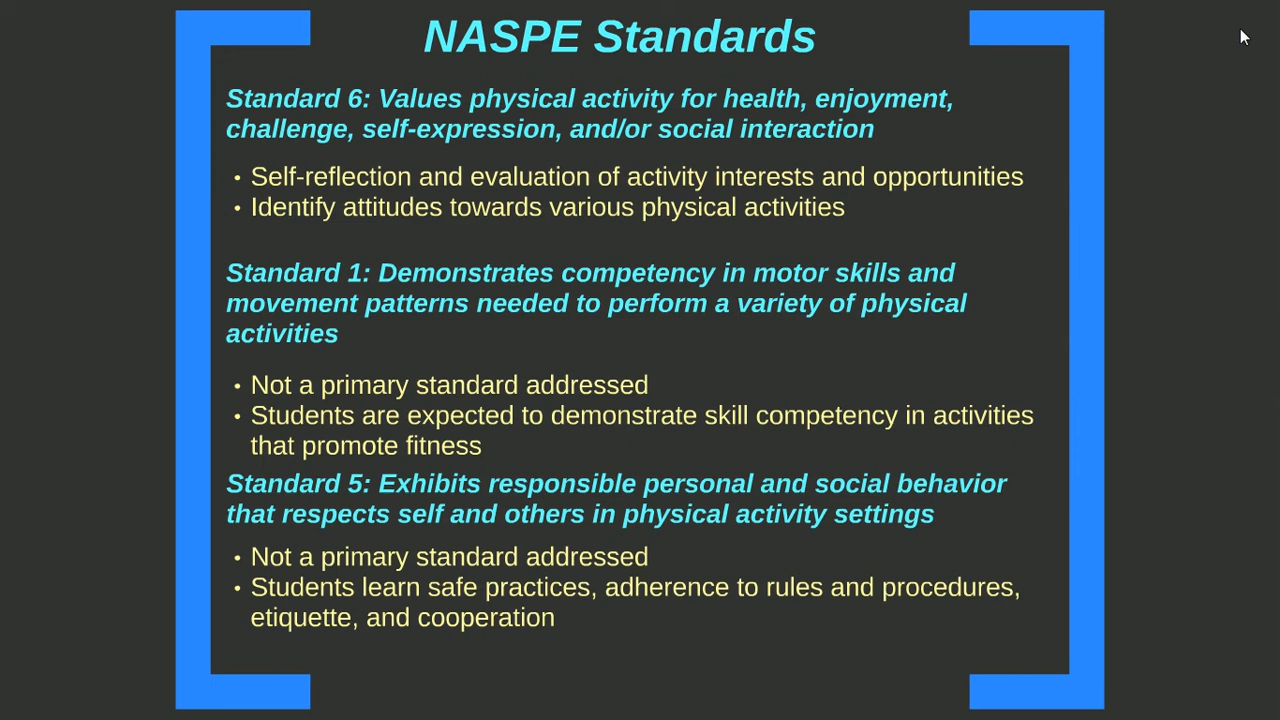 NASPE Standards
Standard 6: Values physical activity for health, enjoyment,
challenge, self-expression, and/or social interaction
• Self-reflection and evaluation of activity interests and opportunities
• Identify attitudes towards various physical activities
Standard 1: Demonstrates competency in motor skills and
movement patterns needed to perform a variety of physical
activities
• Not a primary standard addressed
• Students are expected to demonstrate skill competency in activities
that promote fitness
Standard 5: Exhibits responsible personal and social behavior
that respects self and others in physical activity settings
• Not a primary standard addressed
• Students learn safe practices, adherence to rules and procedures,
etiquette, and cooperation